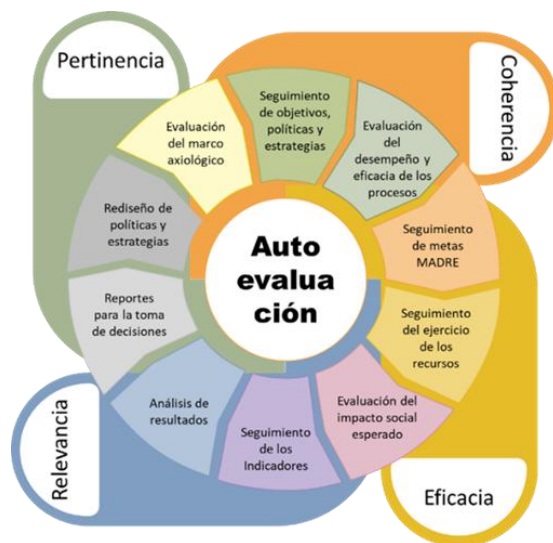 Pertinencia
Coherencia
Seguimiento
de objetivos,
políticas y
estrategias
Evaluación
del
desempeño y
eficacia de los
procesos
Seguimiento
de metas
MADRE
Seguimiento
del ejercicio
de los
recursos
Evaluación del
impacto social
esperado
Seguimiento
de los
Indicadores
Análisis de
resultados
Reportes
para la toma
de decisiones
Rediseño de
políticas y
estrategias
Evaluación
del marco
axiológico
Auto
evalua
ción
Relevancia
Eficacia